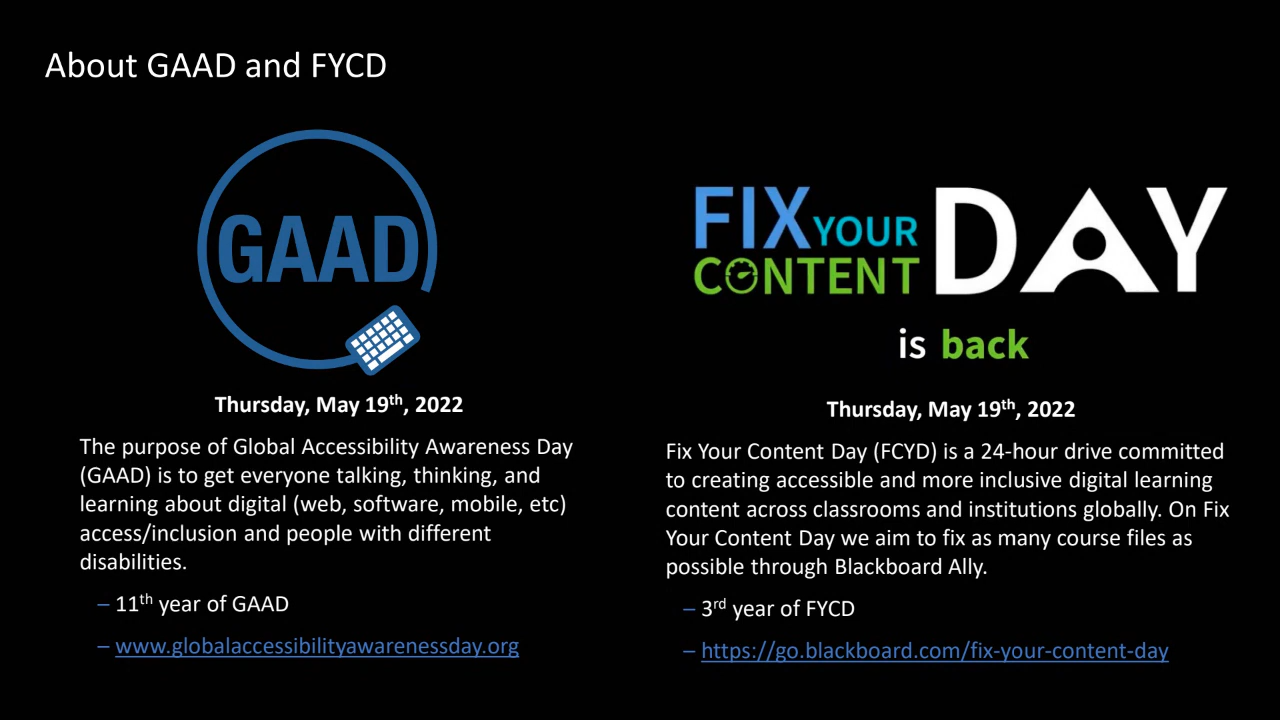 About GAAD and FYCD
GAAD
Thursday, May 19th, 2022
The purpose of Global Accessibility Awareness Day
(GAAD) is to get everyone talking, thinking, and
learning about digital (web, software, mobile, etc)
access/inclusion and people with different
disabilities.
– 11th year of GAAD
– www.globalaccessibilityawarenessday.org
FIX YOUR
CONTENT
DAY
is back
Thursday, May 19th, 2022
Fix Your Content Day (FCYD) is a 24-hour drive committed
to creating accessible and more inclusive digital learning
content across classrooms and institutions globally. On Fix
Your Content Day we aim to fix as many course files as
possible through Blackboard Ally.
– 3rd year of FYCD
– https://go.blackboard.com/fix-your-content-day